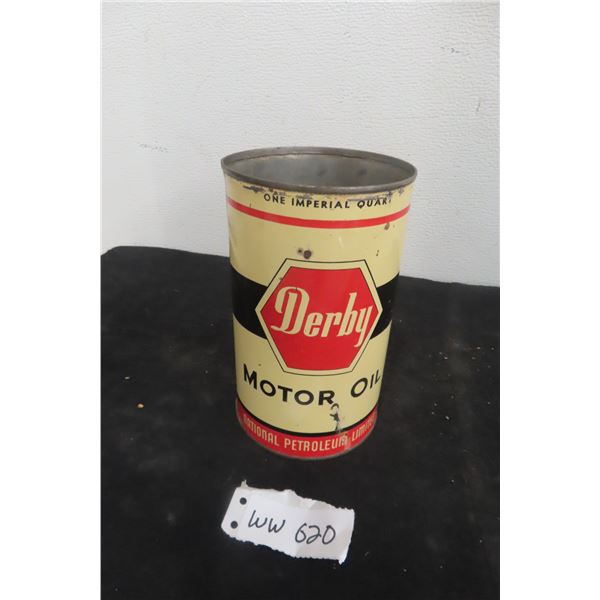 ONE IMPERIAL QUART
Derby
MOTOR OIL
NATIONAL PETROLEUM LIMITED
WW 620